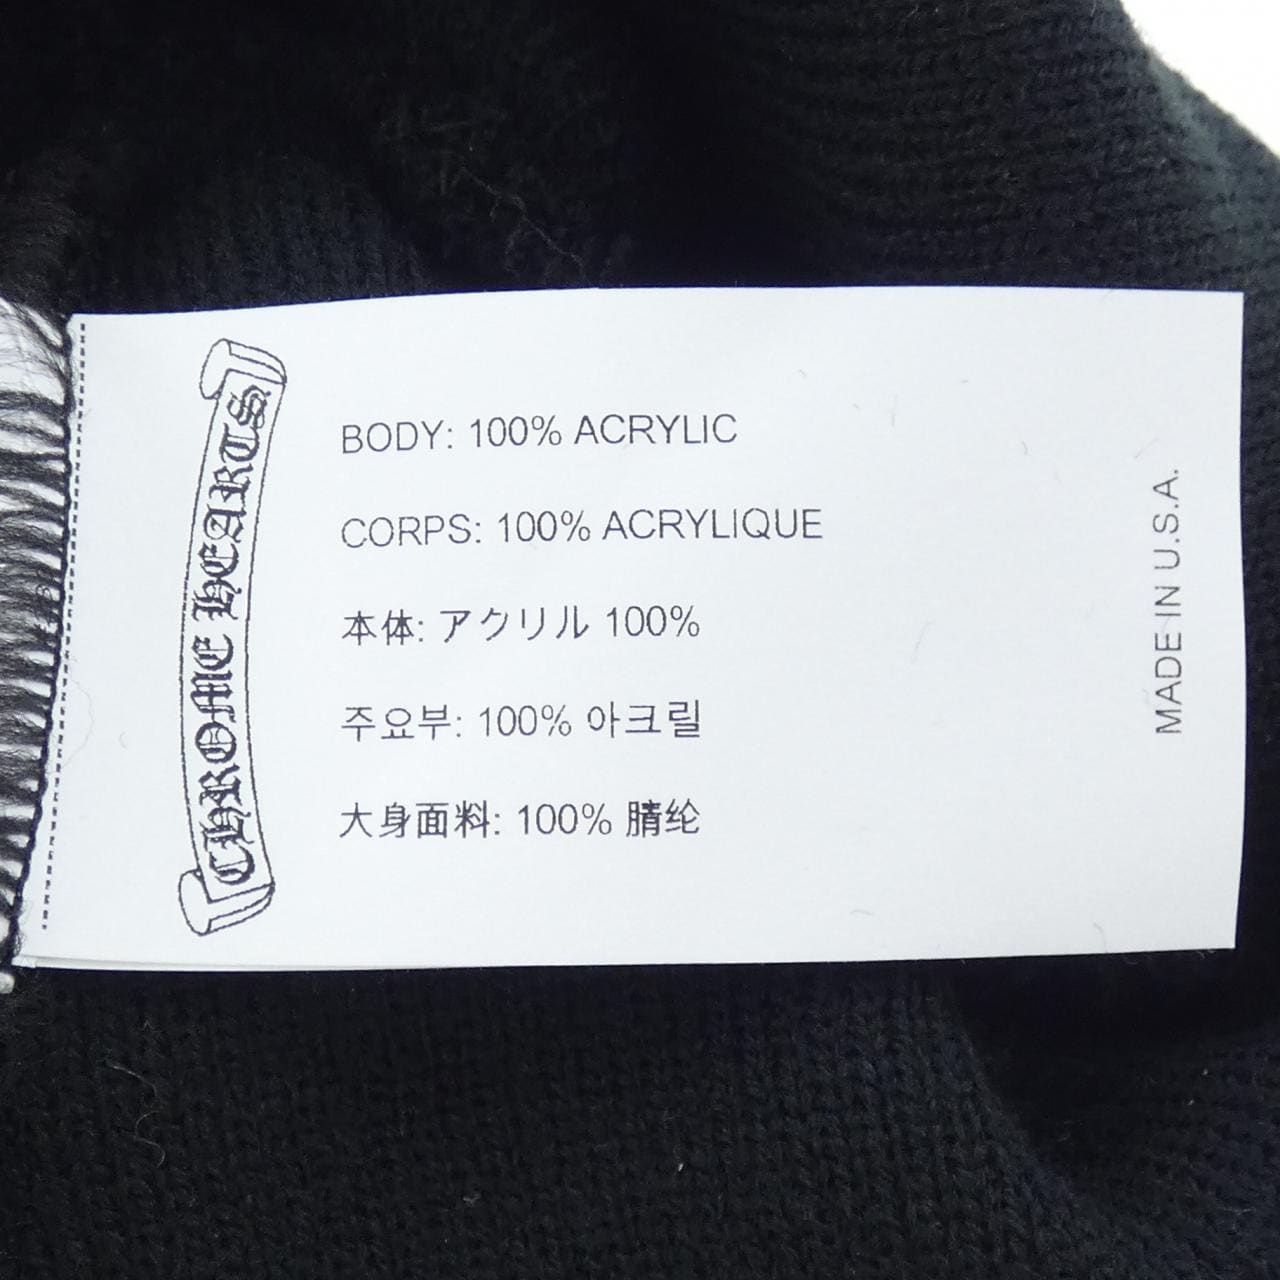 CHROME HEARTS
BODY: 100% ACRYLIC
CORPS: 100% ACRYLIQUE
本体: アクリル 100%
주요부: 100% 아크릴
大身面料: 100% 腈纶
MADE IN U.S.A.